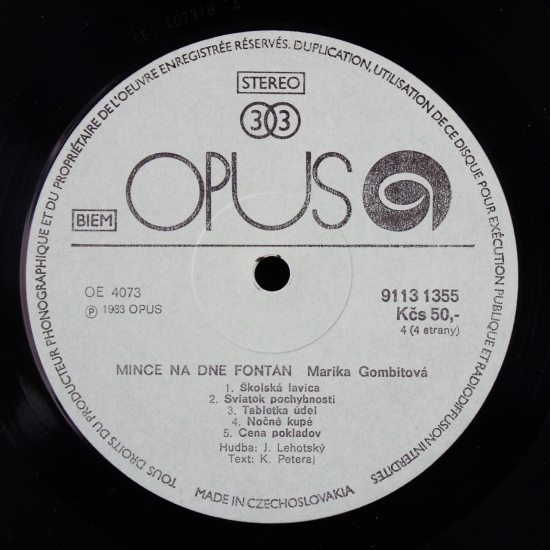 TOUS DROITS DU PRODUCTEUR PHONOGRAPHIQUE ET DU PROPRIÉTAIRE DE L'OEUVRE ENREGISTRÉE RÉSERVÉS. DUPLICATION, UTILISATION DE CE DISQUE POUR EXÉCUTION PUBLIQUE ET RADIODIFFUSION INTERDITES
STEREO
33
OPUS
BIEM
OE 4073
9113 1355
℗ 1983 OPUS
Kčs 50,-
4 (4 strany)
MINCE NA DNE FONTÁN Marika Gombitová
1. Školská lavica
2. Sviatok pochybnosti
3. Tabletka údel
4. Nočné kupé
5. Cena pokladov
Hudba: J. Lehotský
Text: K. Peteraj
MADE IN CZECHOSLOVAKIA